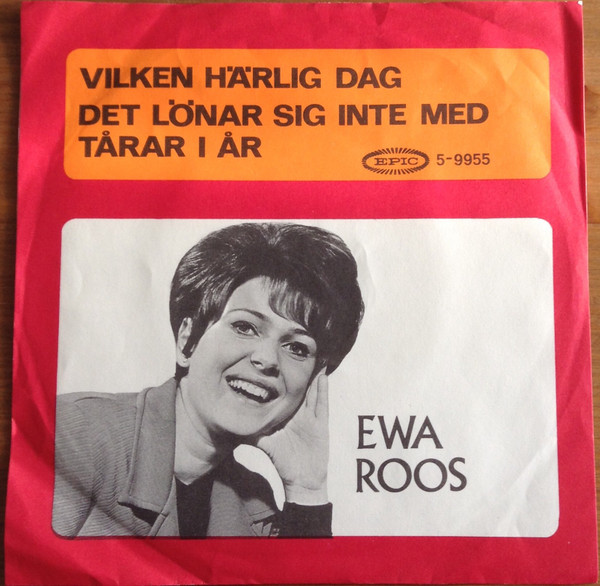 VILKEN HÄRLIG DAG
DET LÖNAR SIG INTE MED
TÅRAR I ÅR
EPIC 5-9955
EWA
ROOS